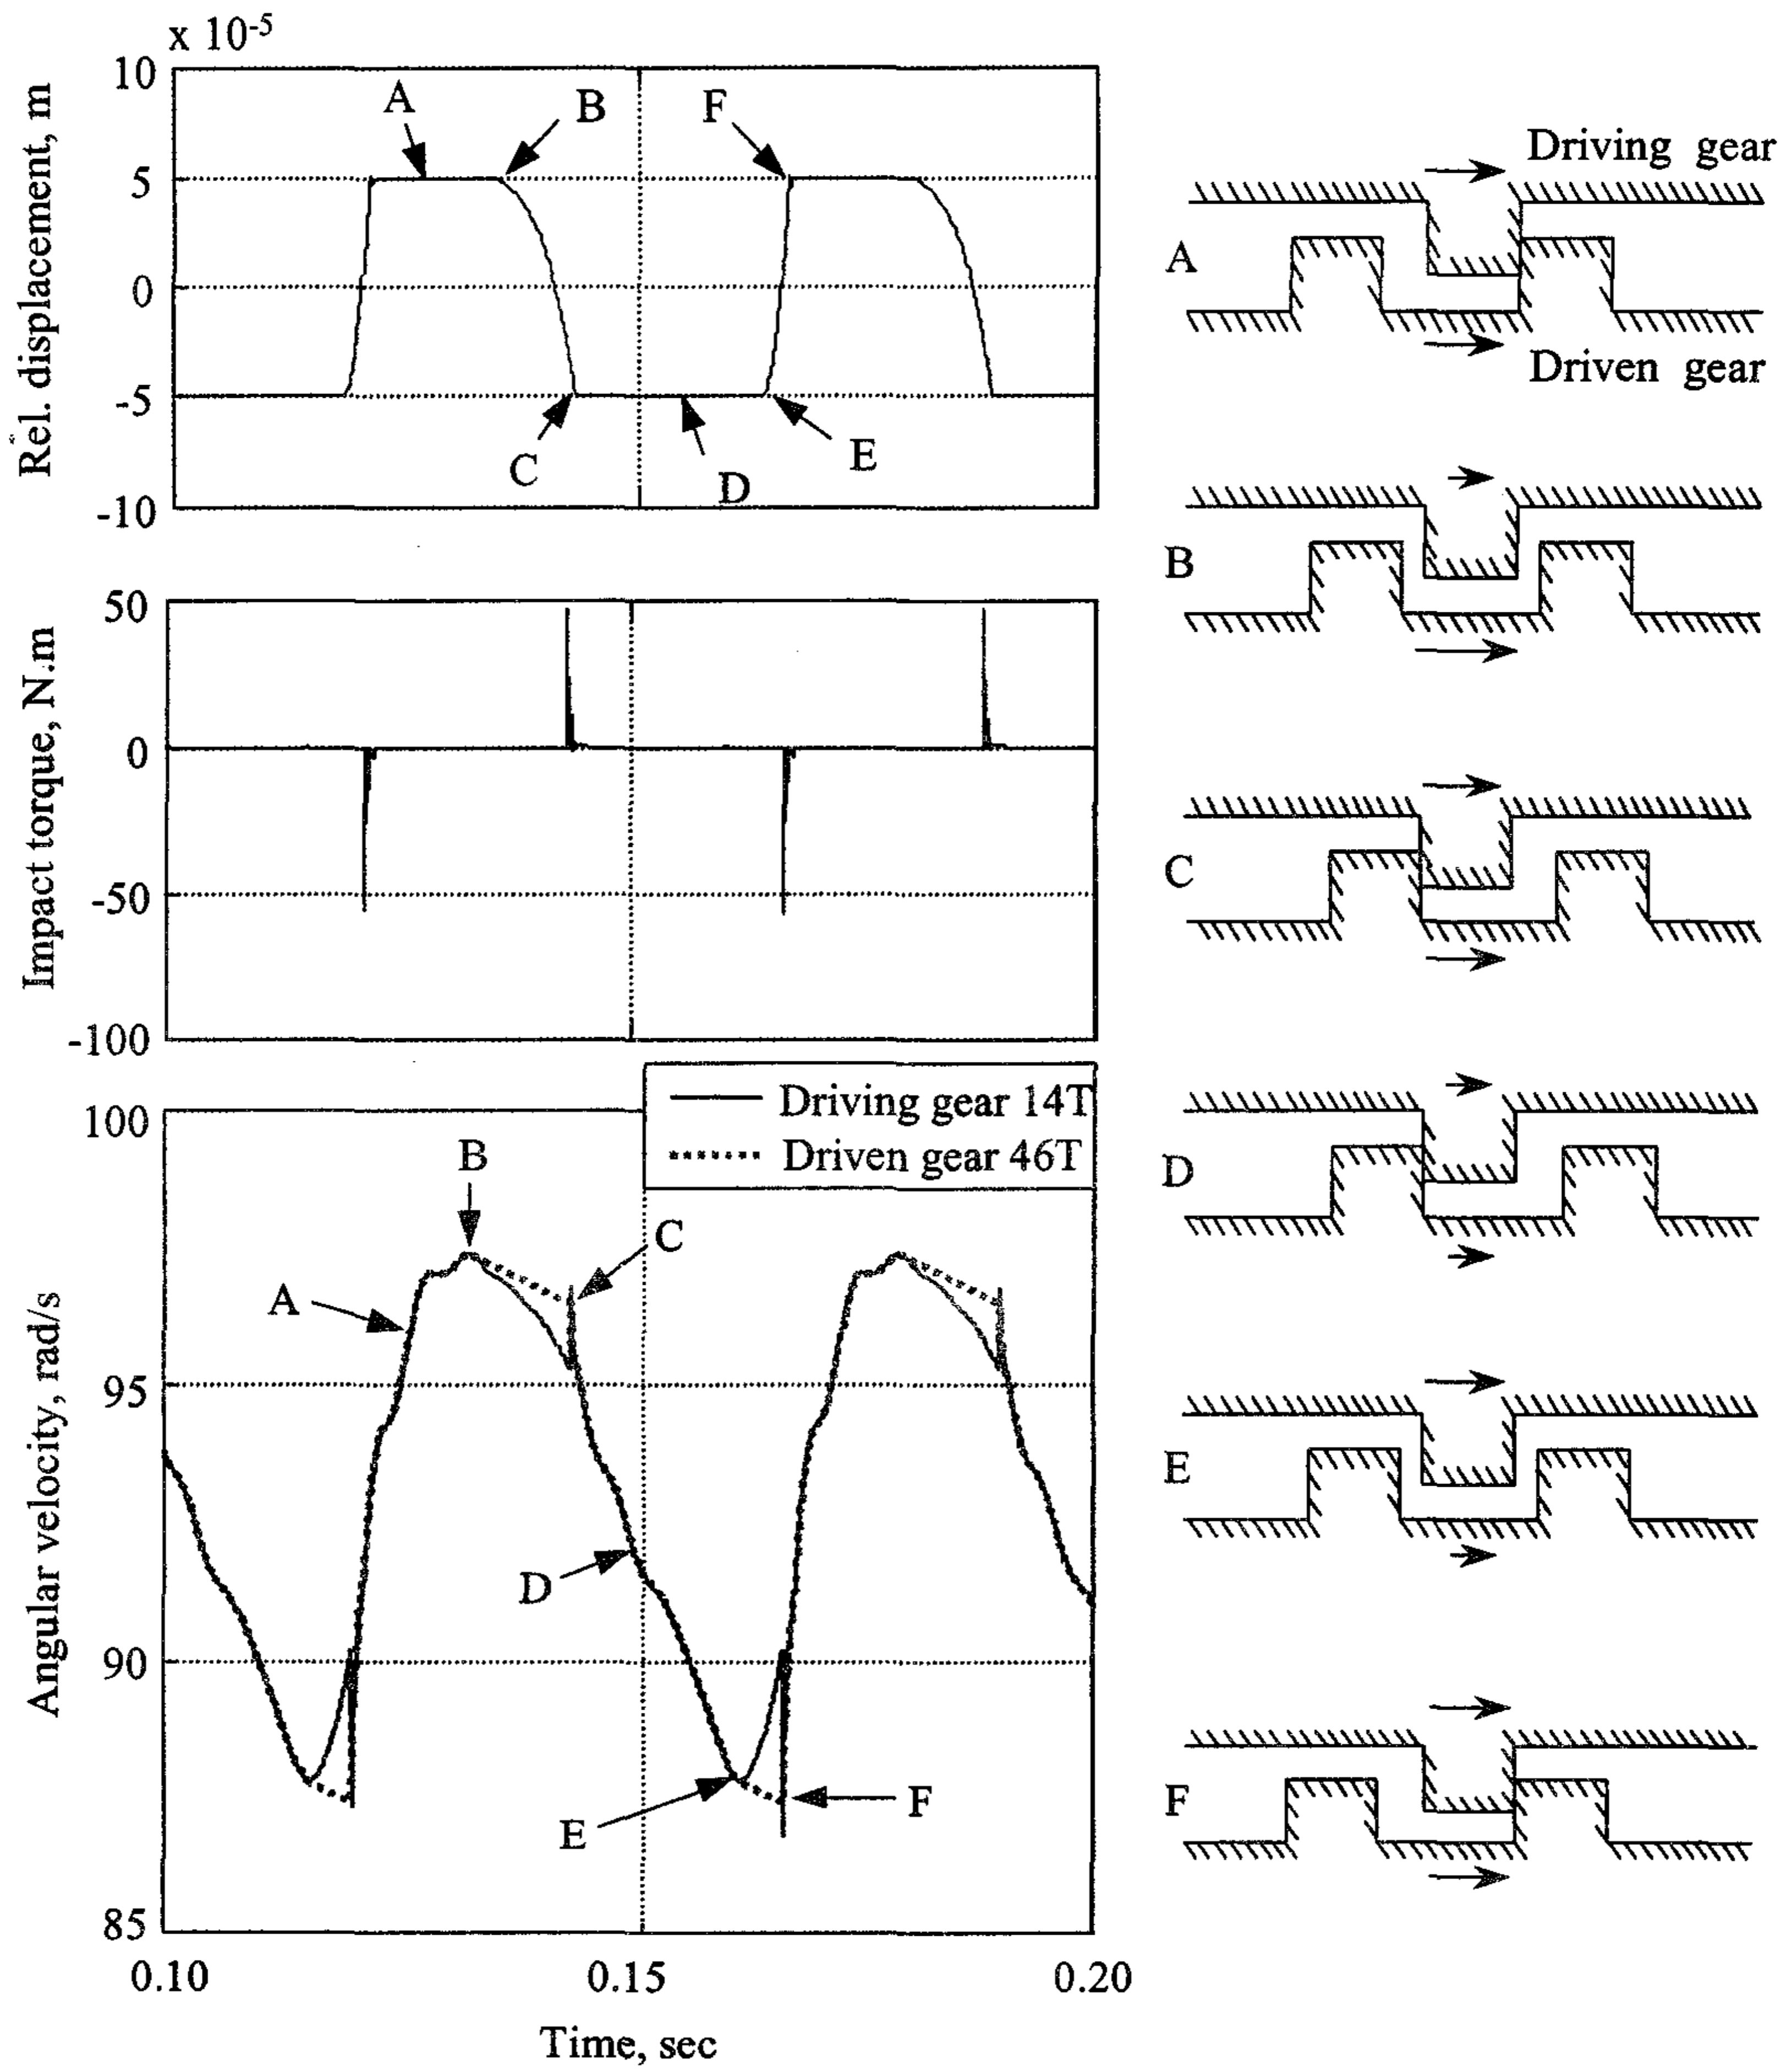 x 10-5
10
5
0
-5
-10
Rel. displacement, m
A
B
F
C
D
E
50
0
-50
-100
Impact torque, N.m
Driving gear 14T
Driven gear 46T
100
95
90
85
Angular velocity, rad/s
B
C
A
D
E
F
0.10
0.15
0.20
Time, sec
Driving gear
A
Driven gear
B
C
D
E
F